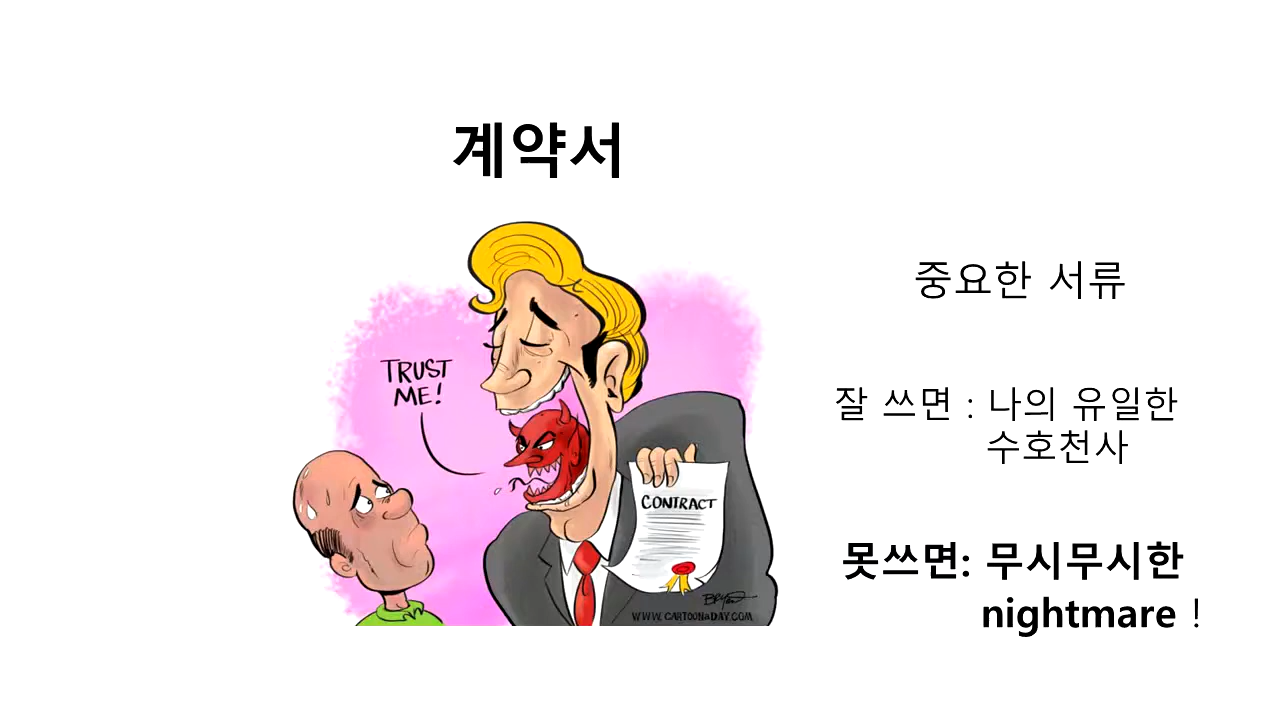 계약서
중요한 서류
TRUST
ME!
잘 쓰면 : 나의 유일한
수호천사
CONTRACT
못쓰면: 무시무시한
nightmare !
WWW.CARTOONaDAY.COM